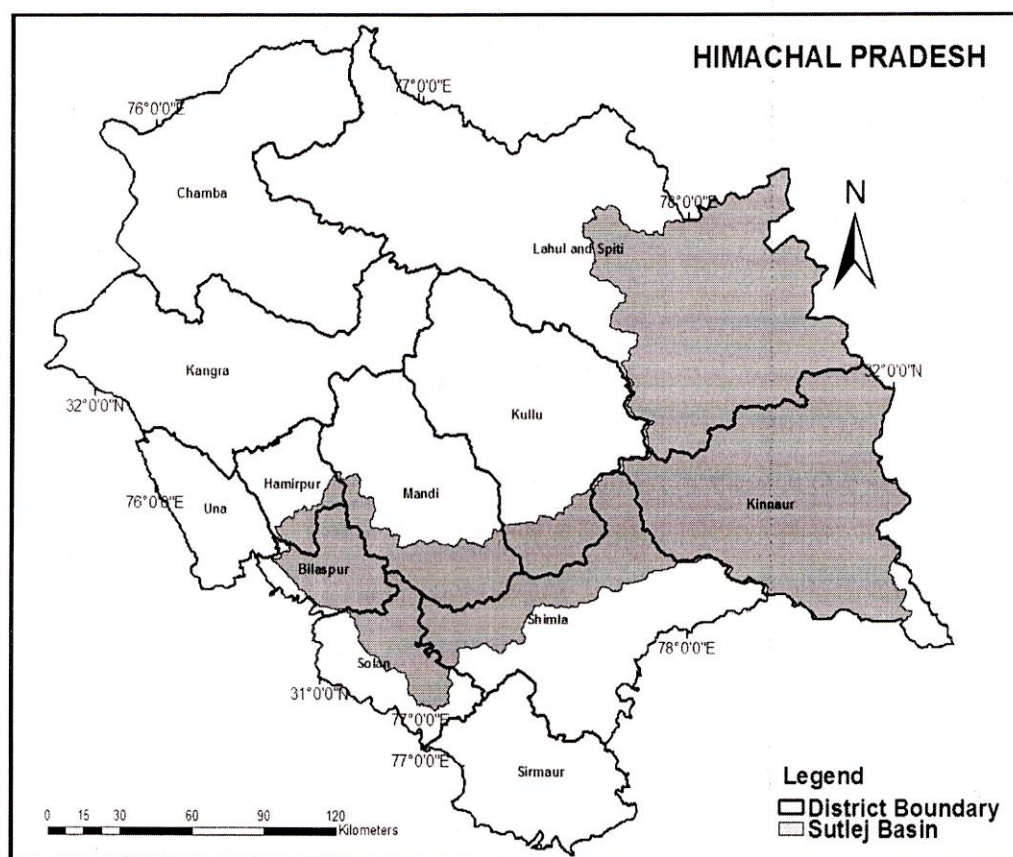 HIMACHAL PRADESH
77°0'0"E
76°0'0"E
Chamba
N
78°0'0"E
Lahul and Spiti
Kangra
32°0'0"N
32°0'0"N
Kullu
Hamirpur
Mandi
76°0'0"E
Una
Kinnaur
Bilaspur
Shimla
78°0'0"E
Solan
31°0'0"N
77°0'0"E
77°0'0"E
Sirmaur
Legend
District Boundary
Sutlej Basin
0 15 30 60 90 120
Kilometers